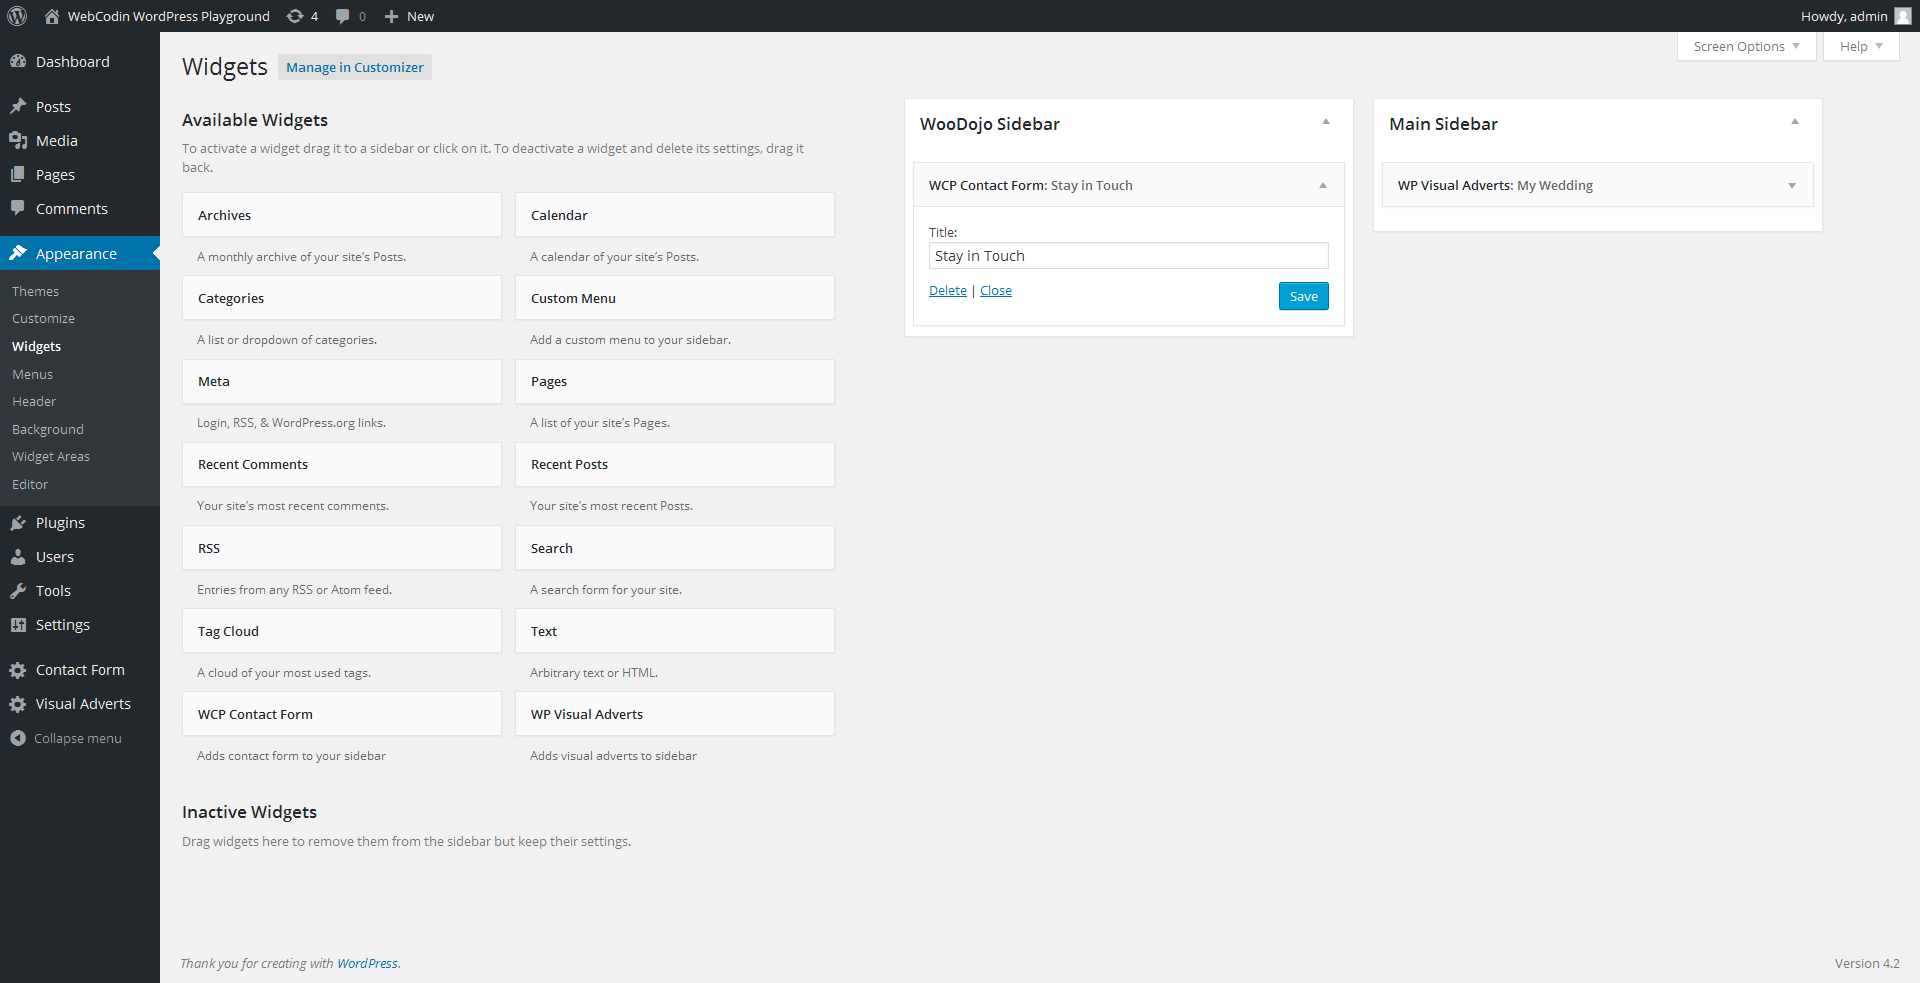 WebCodin WordPress Playground 4 0 New Howdy, admin
Screen Options Help
Dashboard
Posts
Media
Pages
Comments
Appearance
Themes
Customize
Widgets
Menus
Header
Background
Widget Areas
Editor
Plugins
Users
Tools
Settings
Contact Form
Visual Adverts
Collapse menu
Widgets Manage in Customizer
Available Widgets
To activate a widget drag it to a sidebar or click on it. To deactivate a widget and delete its settings, drag it
back.
Archives Calendar
A monthly archive of your site’s Posts. A calendar of your site’s Posts.
Categories Custom Menu
A list or dropdown of categories. Add a custom menu to your sidebar.
Meta Pages
Login, RSS, & WordPress.org links. A list of your site’s Pages.
Recent Comments Recent Posts
Your site’s most recent comments. Your site’s most recent Posts.
RSS Search
Entries from any RSS or Atom feed. A search form for your site.
Tag Cloud Text
A cloud of your most used tags. Arbitrary text or HTML.
WCP Contact Form WP Visual Adverts
Adds contact form to your sidebar Adds visual adverts to sidebar
Inactive Widgets
Drag widgets here to remove them from the sidebar but keep their settings.
WooDojo Sidebar
WCP Contact Form: Stay in Touch
Title:
Stay in Touch
Delete | Close Save
Main Sidebar
WP Visual Adverts: My Wedding
Thank you for creating with WordPress. Version 4.2